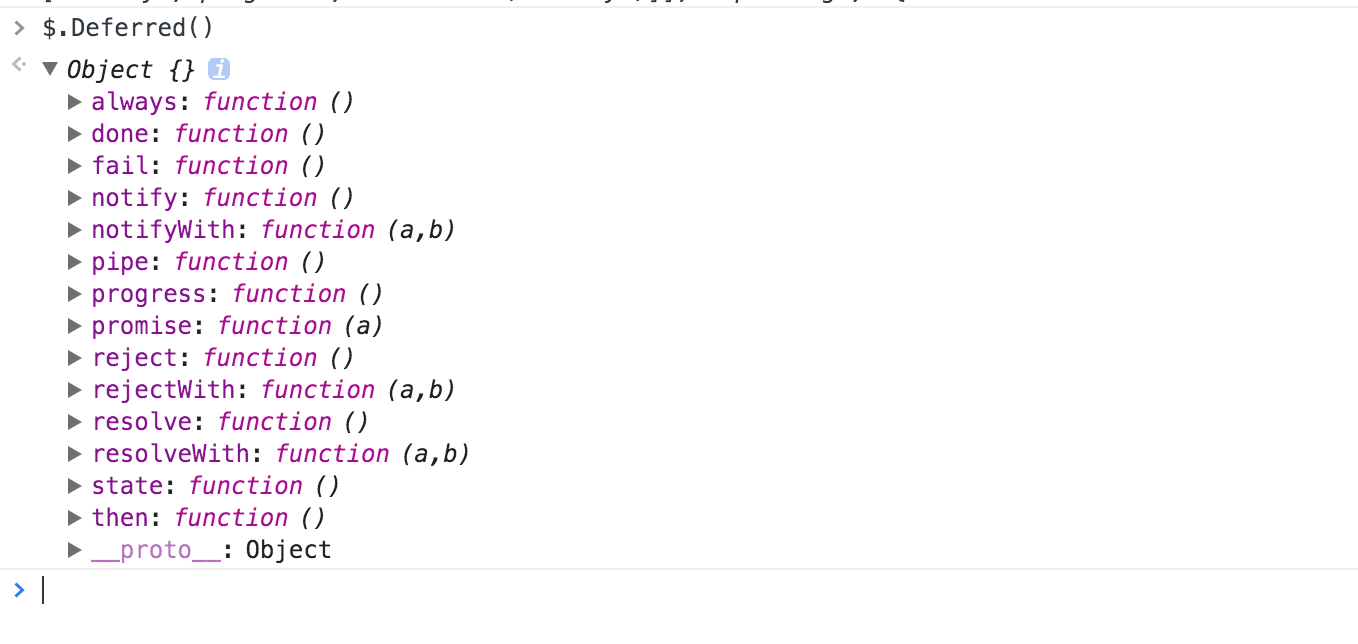 $.Deferred()
Object {} i
always: function ()
done: function ()
fail: function ()
notify: function ()
notifyWith: function (a,b)
pipe: function ()
progress: function ()
promise: function (a)
reject: function ()
rejectWith: function (a,b)
resolve: function ()
resolveWith: function (a,b)
state: function ()
then: function ()
__proto__: Object